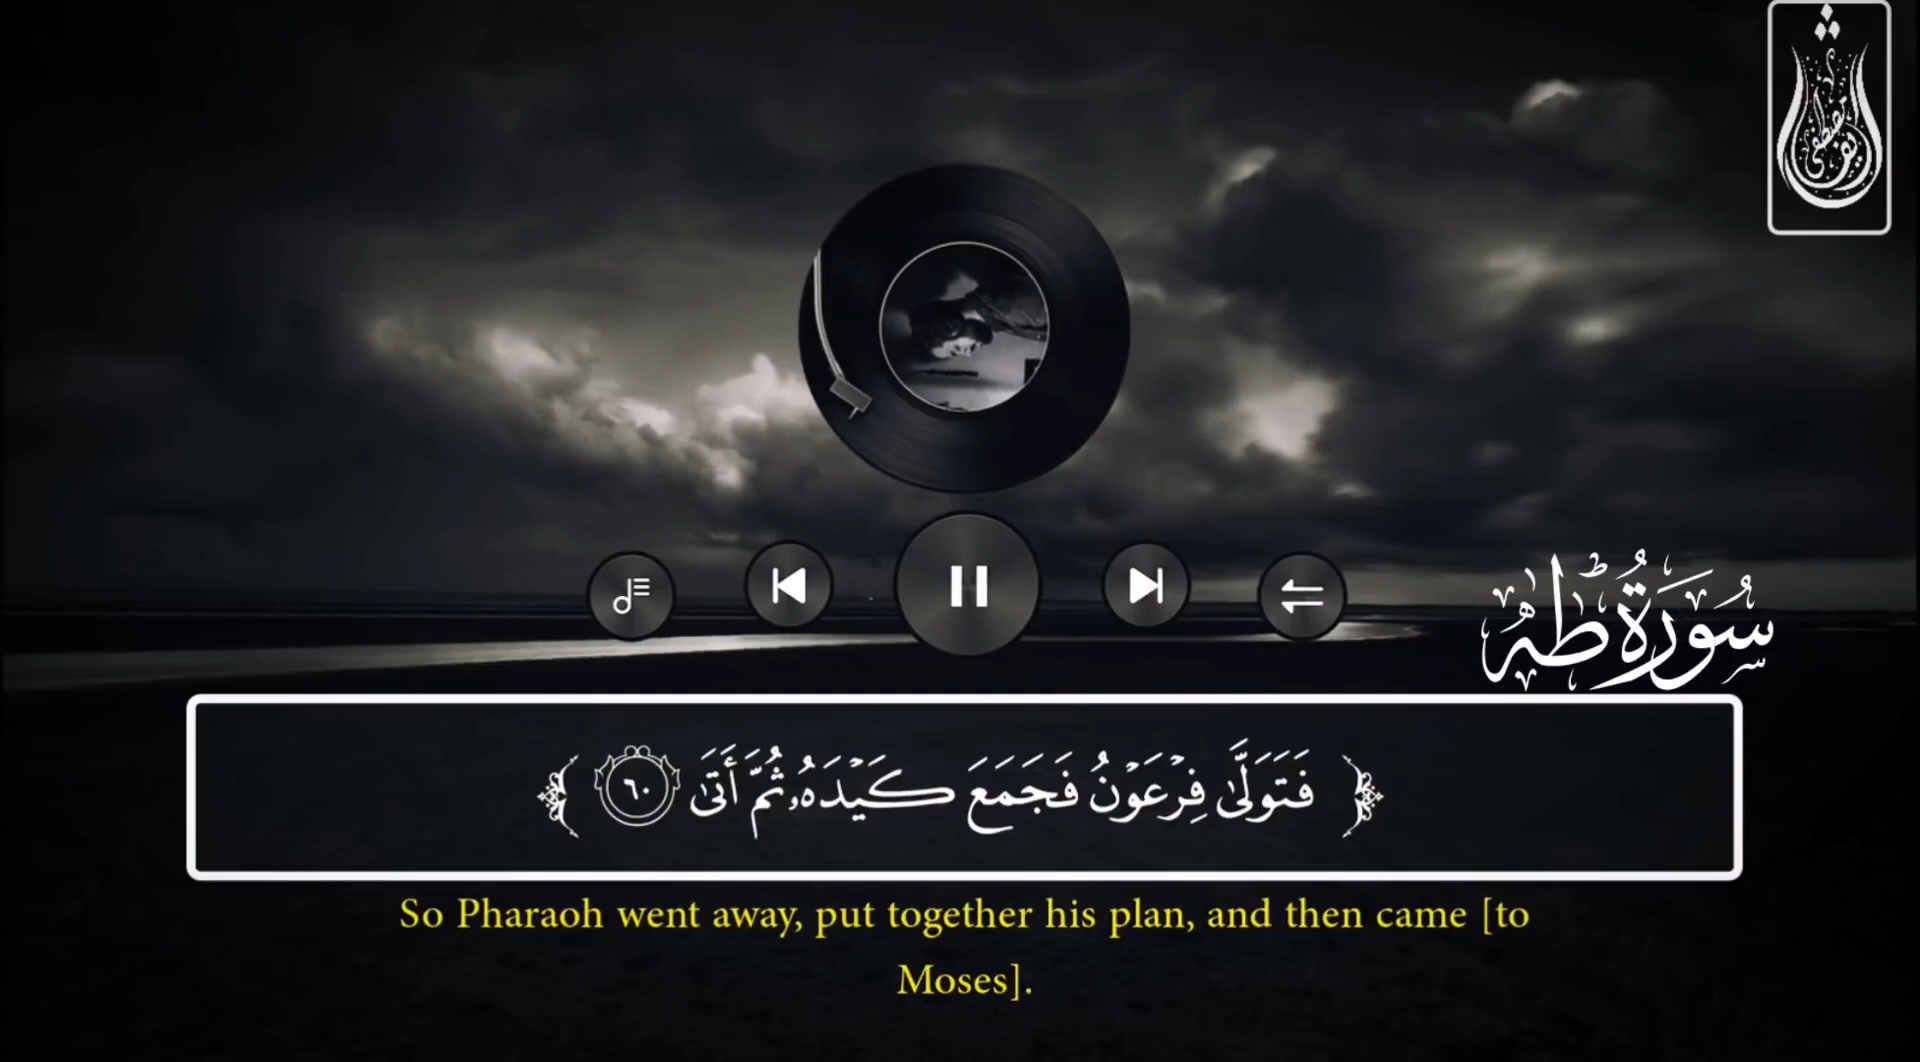 سُورَةُ طه
فَتَوَلَّىٰ فِرْعَوْنُ فَجَمَعَ كَيْدَهُۥ ثُمَّ أَتَىٰ ٦٠
So Pharaoh went away, put together his plan, and then came [to
Moses].